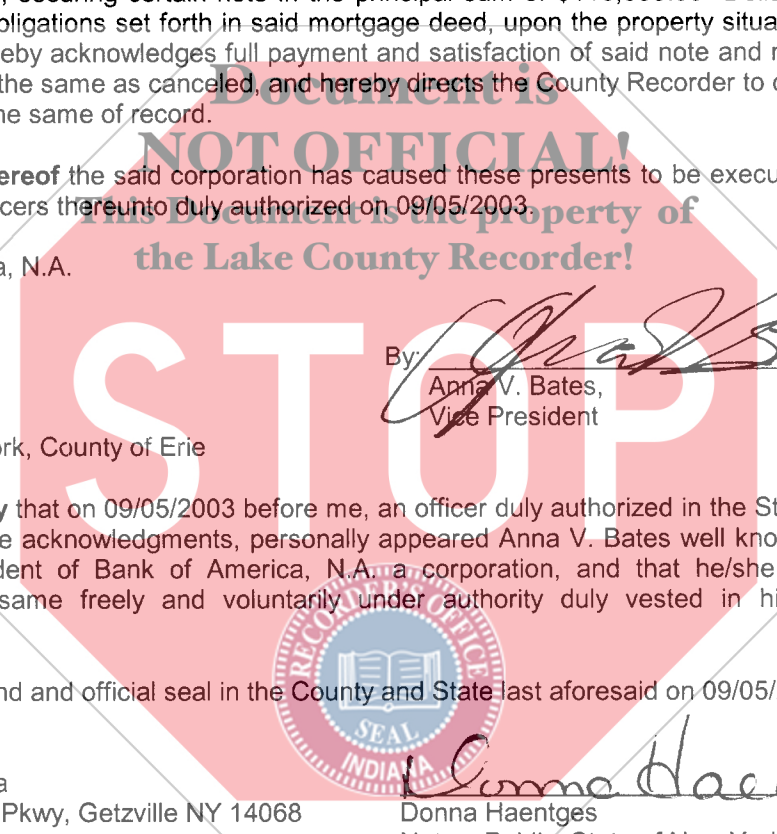 obligations set forth in said mortgage deed, upon the property situa
eby acknowledges full payment and satisfaction of said note and
the same as canceled, and hereby directs the County Recorder to
he same of record.
Document is
NOT OFFICIAL!
This Document is the property of
the Lake County Recorder!
ereof the said corporation has caused these presents to be execu
cers thereunto duly authorized on 09/05/2003.
a, N.A.
STOP
By:
Anna V. Bates,
Vice President
ork, County of Erie
y that on 09/05/2003 before me, an officer duly authorized in the St
e acknowledgments, personally appeared Anna V. Bates well kno
dent of Bank of America, N.A. a corporation, and that he/she
same freely and voluntarily under authority duly vested in hi
RECORDER'S OFFICE
SEAL
INDIANA
nd and official seal in the County and State last aforesaid on 09/05/
a
Pkwy, Getzville NY 14068
Donna Haentges